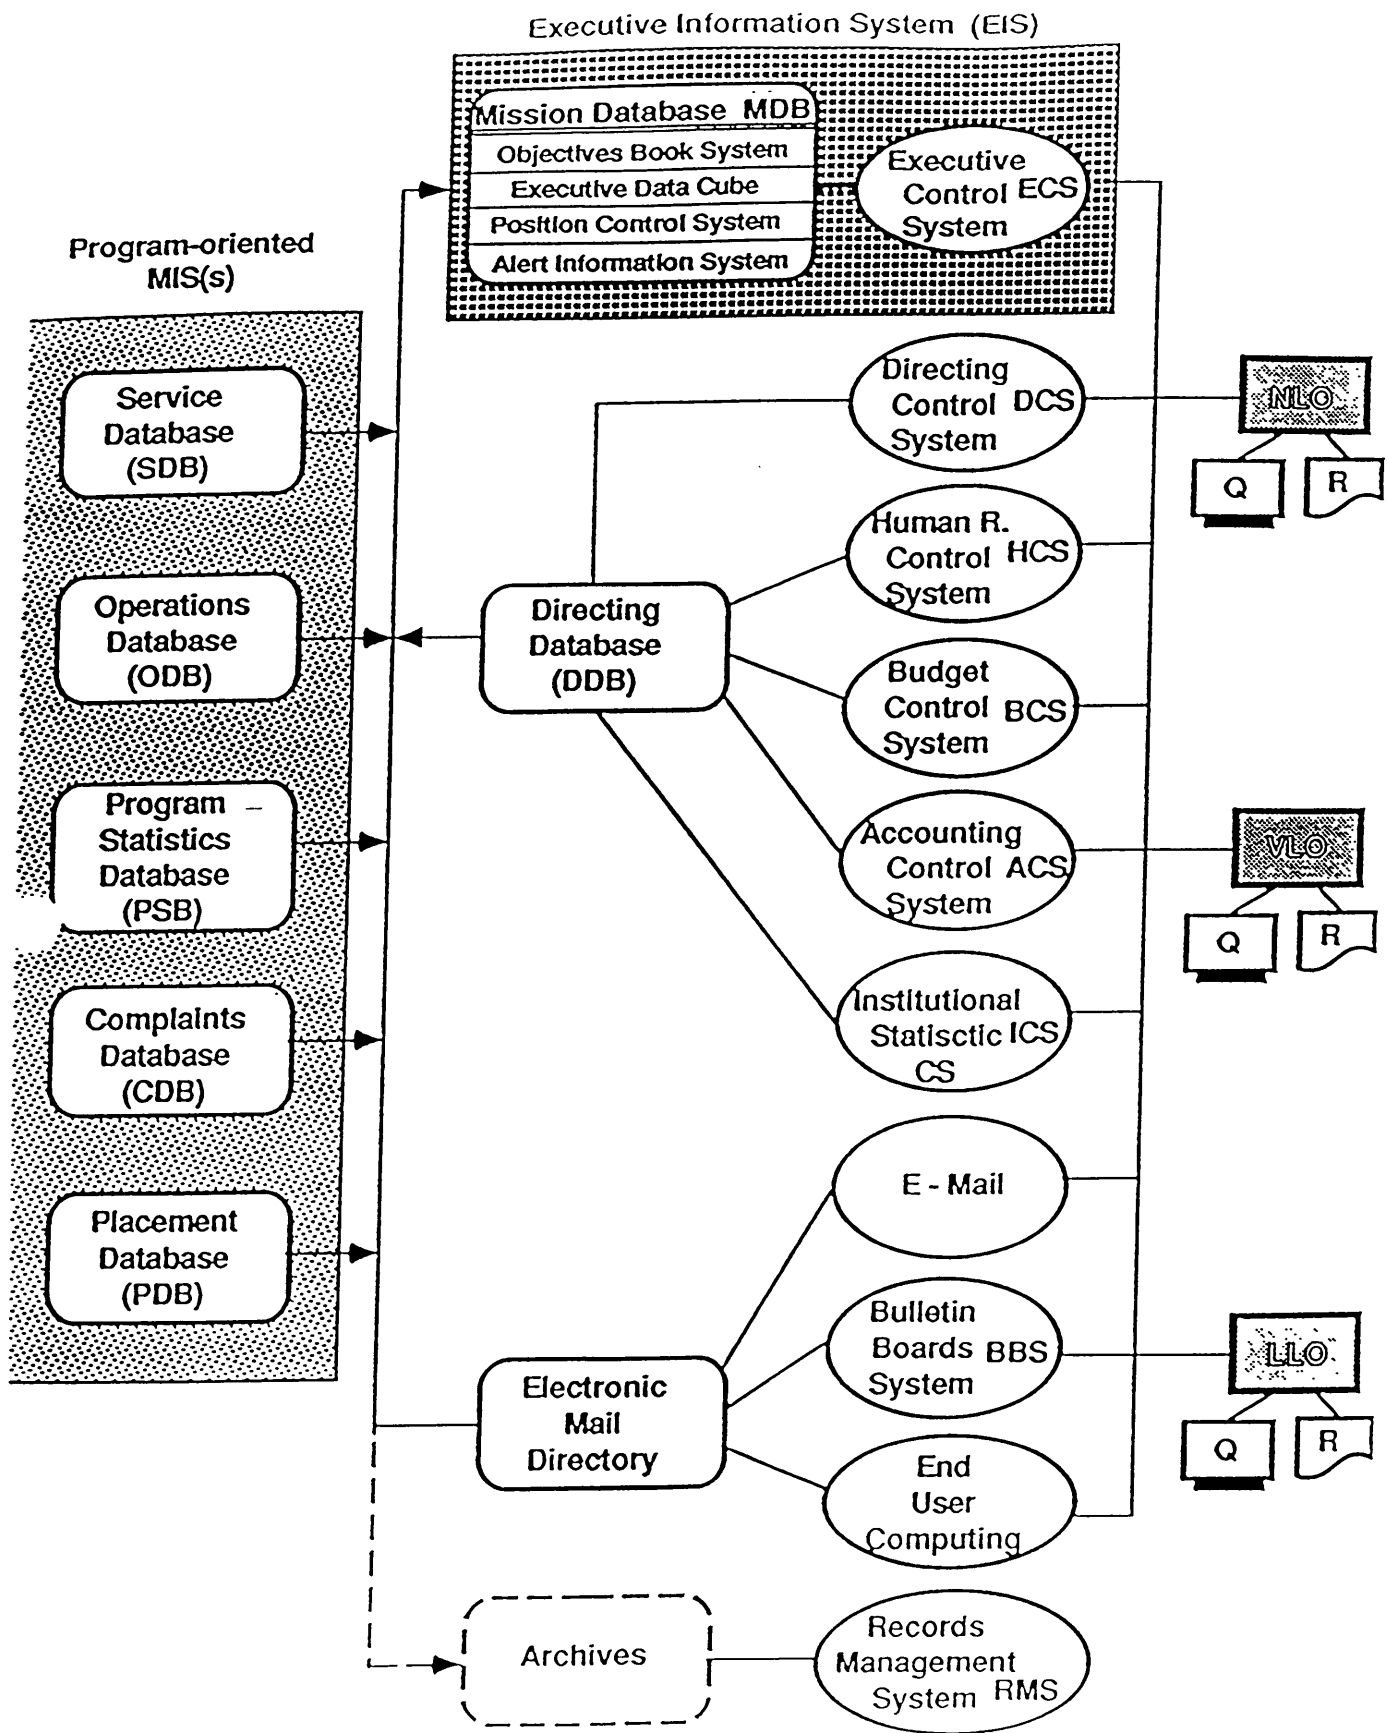 Executive Information System (EIS)
Mission Database MDB
Objectives Book System
Executive Data Cube
Position Control System
Alert Information System
Executive
Control ECS
System
Program-oriented
MIS(s)
Service
Database
(SDB)
Operations
Database
(ODB)
Program
Statistics
Database
(PSB)
Complaints
Database
(CDB)
Placement
Database
(PDB)
Directing
Database
(DDB)
Electronic
Mail
Directory
Archives
Directing
Control DCS
System
Human R.
Control HCS
System
Budget
Control BCS
System
Accounting
Control ACS
System
Institutional
Statisctic ICS
CS
E - Mail
Bulletin
Boards BBS
System
End
User
Computing
Records
Management
System RMS
NLO
Q R
VLO
Q R
LLO
Q R